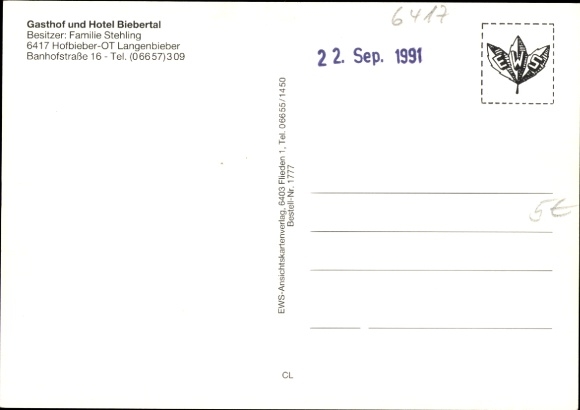 Gasthof und Hotel Biebertal
Besitzer: Familie Stehling
6417 Hofbieber-OT Langenbieber
Banhofstraße 16 - Tel. (06657)309
6417
22. Sep. 1991
EWS
EWS-Ansichtskartenverlag, 6403 Flieden 1, Tel. 06655/1450
Bestell-Nr. 1777
5€
CL